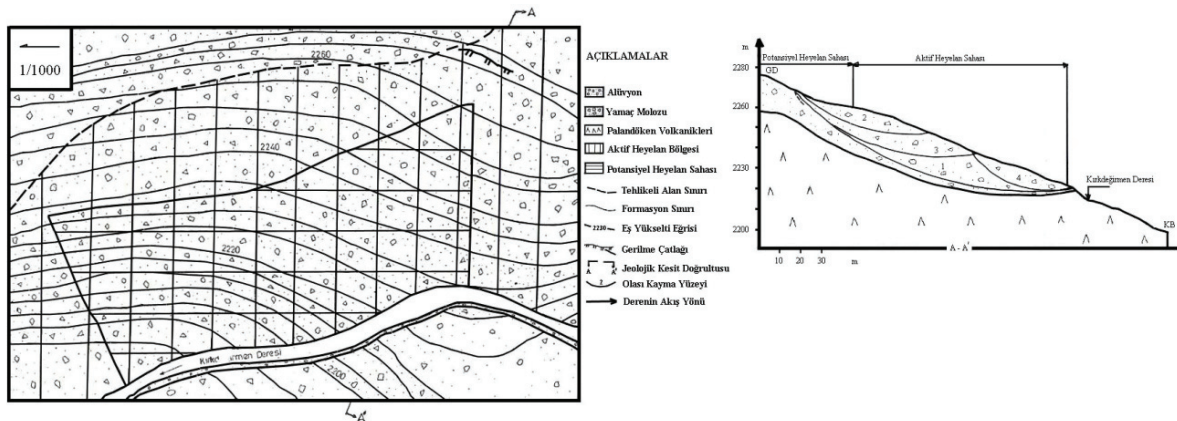 A
1/1000
2260
2240
2220
2200
A'
AÇIKLAMALAR
Alüvyon
Yamaç Molozu
Palandöken Volkanikleri
Aktif Heyelan Bölgesi
Potansiyel Heyelan Sahası
Tehlikeli Alan Sınırı
Formasyon Sınırı
2220 Eş Yükselti Eğrisi
Gerilme Çatlağı
Jeolojik Kesit Doğrultusu
2 Olası Kayma Yüzeyi
Derenin Akış Yönü
m
2280
2260
2230
2200
Potansiyel Heyelan Sahası
Aktif Heyelan Sahası
GD
2
3
1
4
Kırkdeğirmen Deresi
KB
A - A'
10 20 30 m